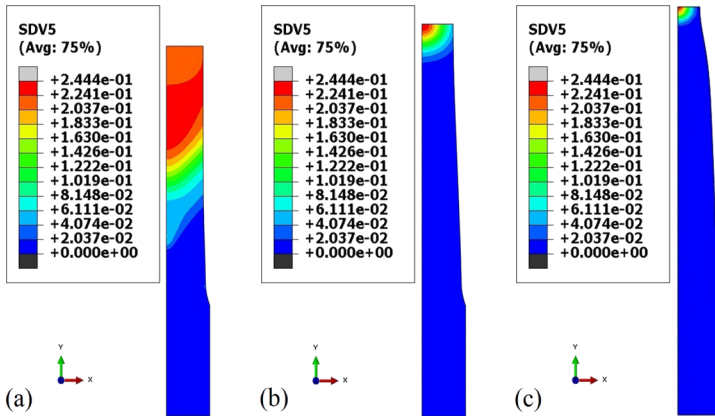 SDV5
(Avg: 75%)
+2.444e-01
+2.241e-01
+2.037e-01
+1.833e-01
+1.630e-01
+1.426e-01
+1.222e-01
+1.019e-01
+8.148e-02
+6.111e-02
+4.074e-02
+2.037e-02
+0.000e+00
Y
X
(a)
SDV5
(Avg: 75%)
+2.444e-01
+2.241e-01
+2.037e-01
+1.833e-01
+1.630e-01
+1.426e-01
+1.222e-01
+1.019e-01
+8.148e-02
+6.111e-02
+4.074e-02
+2.037e-02
+0.000e+00
Y
X
(b)
SDV5
(Avg: 75%)
+2.444e-01
+2.241e-01
+2.037e-01
+1.833e-01
+1.630e-01
+1.426e-01
+1.222e-01
+1.019e-01
+8.148e-02
+6.111e-02
+4.074e-02
+2.037e-02
+0.000e+00
Y
X
(c)